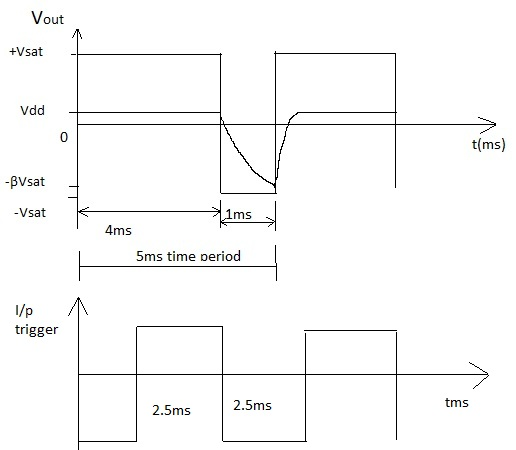 Vout
+Vsat
Vdd
0
t(ms)
-βVsat
-Vsat
1ms
4ms
5ms time period
I/p
trigger
2.5ms
2.5ms
tms